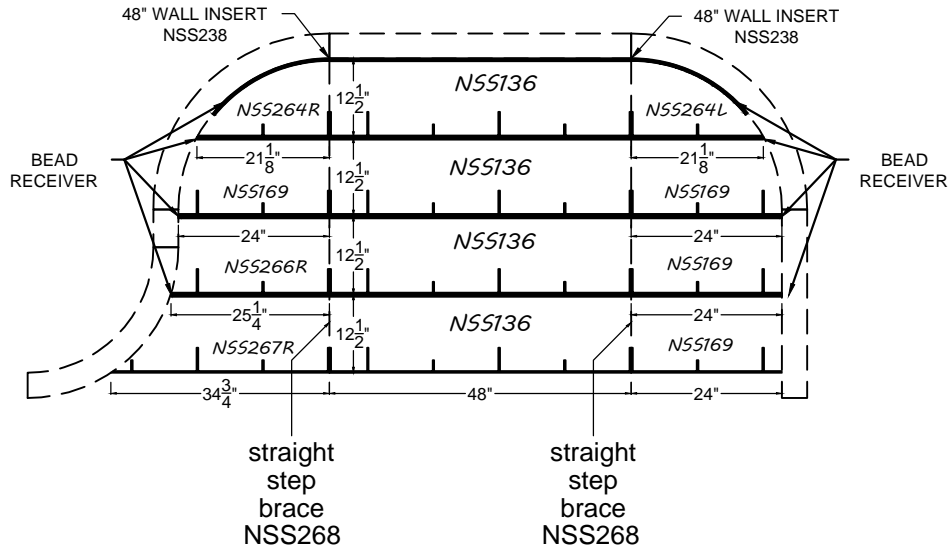 48" WALL INSERT
NSS238
48" WALL INSERT
NSS238
NSS136
12 1/2"
NSS264R
NSS264L
21 1/8"
21 1/8"
BEAD
RECEIVER
BEAD
RECEIVER
NSS136
12 1/2"
NSS169
NSS169
24"
24"
NSS136
12 1/2"
NSS266R
NSS169
25 1/4"
24"
NSS136
12 1/2"
NSS267R
NSS169
34 3/4"
48"
24"
straight
step
brace
NSS268
straight
step
brace
NSS268